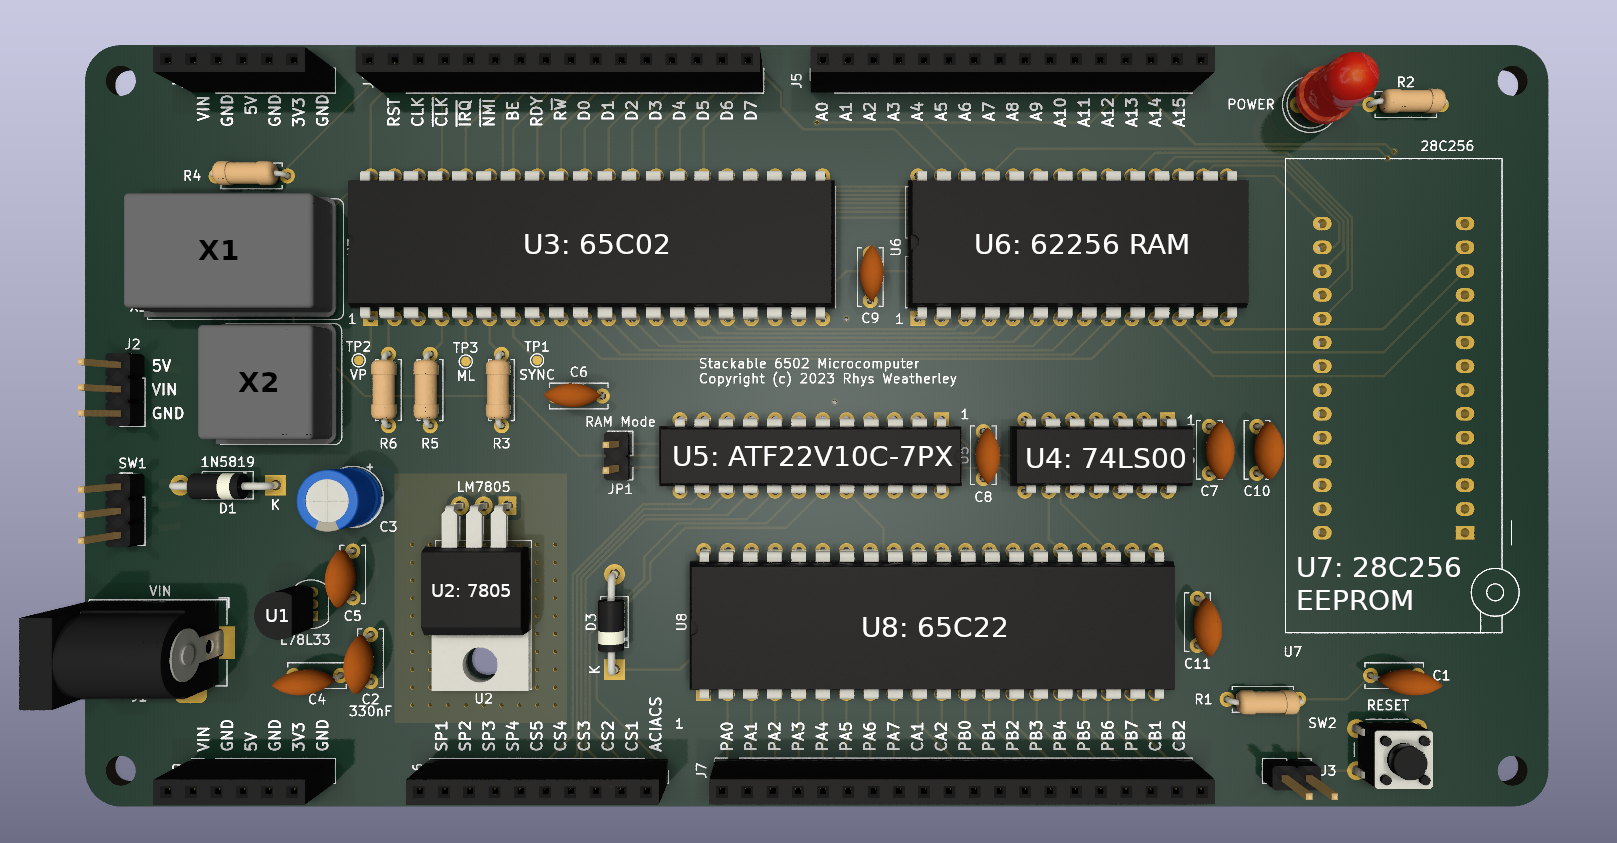 VIN
GND
5V
GND
3V3
GND
RST
CLK
CLK
IRQ
NMI
BE
RDY
RW
D0
D1
D2
D3
D4
D5
D6
D7
J5
A0
A1
A2
A3
A4
A5
A6
A7
A8
A9
A10
A11
A12
A13
A14
A15
POWER
R2
28C256
R4
X1
U3: 65C02
U6
U6: 62256 RAM
C9
1
1
J2
5V
VIN
GND
X2
TP2
VP
TP3
ML
TP1
SYNC
C6
R6
R5
R3
Stackable 6502 Microcomputer
Copyright (c) 2023 Rhys Weatherley
RAM Mode
JP1
1
U5: ATF22V10C-7PX
C8
1
U4: 74LS00
C7
C10
SW1
1N5819
D1
K
+
C3
LM7805
U2: 7805
U2
VIN
U1
L78L33
C5
C4
C2
330nF
D3
K
U8
U8: 65C22
C11
U7: 28C256
EEPROM
U7
C1
RESET
R1
SW2
J3
VIN
GND
5V
GND
3V3
GND
SP1
SP2
SP3
SP4
CS5
CS4
CS3
CS2
CS1
ACIACS
1
J7
PA0
PA1
PA2
PA3
PA4
PA5
PA6
PA7
CA1
CA2
PB0
PB1
PB2
PB3
PB4
PB5
PB6
PB7
CB1
CB2